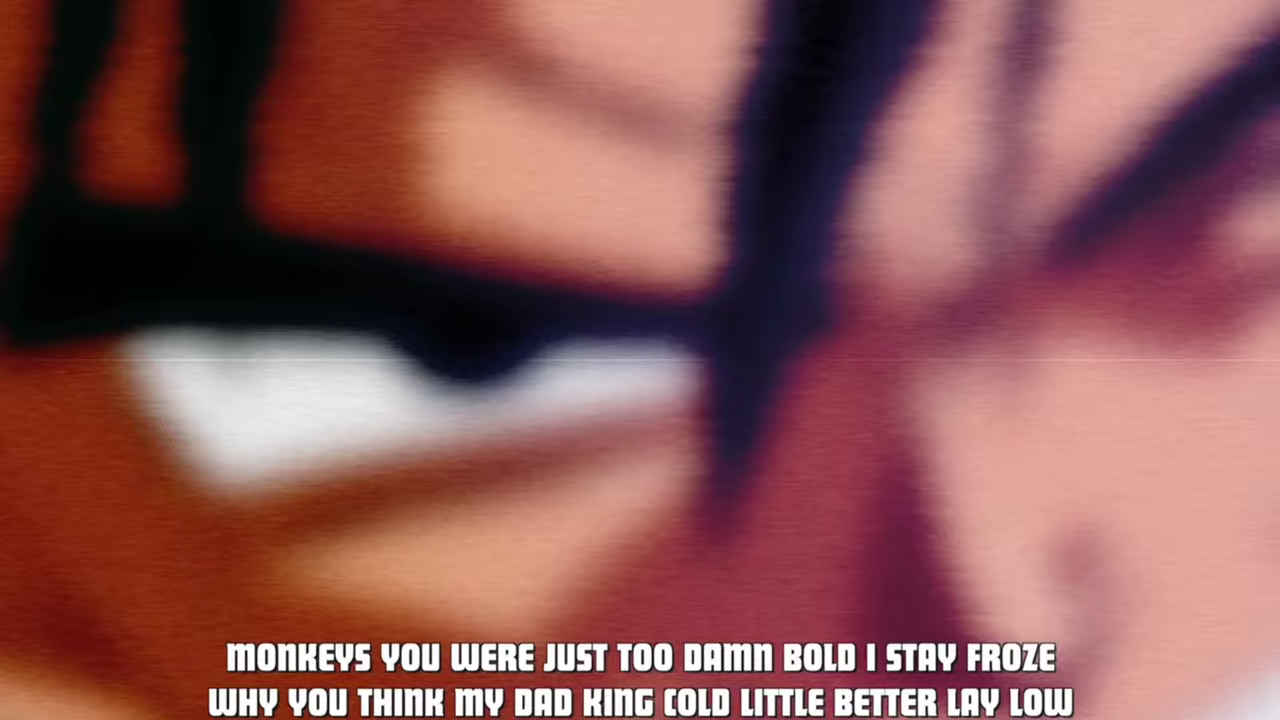 MONKEYS YOU WERE JUST TOO DAMN BOLD I STAY FROZE
WHY YOU THINK MY DAD KING COLD LITTLE BETTER LAY LOW